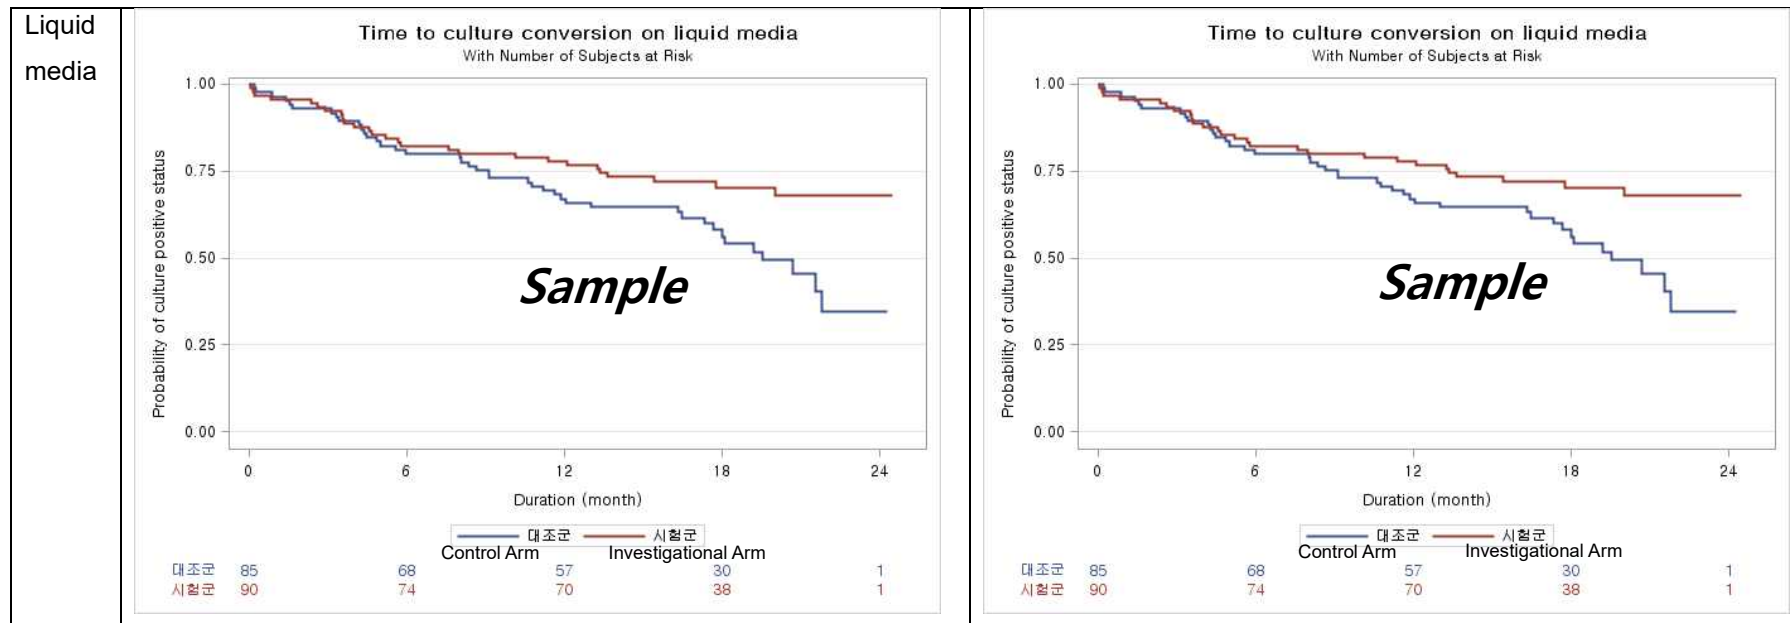 Liquid
media
Time to culture conversion on liquid media
With Number of Subjects at Risk
Probability of culture positive status
1.00
0.75
0.50
0.25
0.00
Sample
0 6 12 18 24
Duration (month)
대조군 시험군
Control Arm Investigational Arm
대조군 85 68 57 30 1
시험군 90 74 70 38 1
Time to culture conversion on liquid media
With Number of Subjects at Risk
Probability of culture positive status
1.00
0.75
0.50
0.25
0.00
Sample
0 6 12 18 24
Duration (month)
대조군 시험군
Control Arm Investigational Arm
대조군 85 68 57 30 1
시험군 90 74 70 38 1